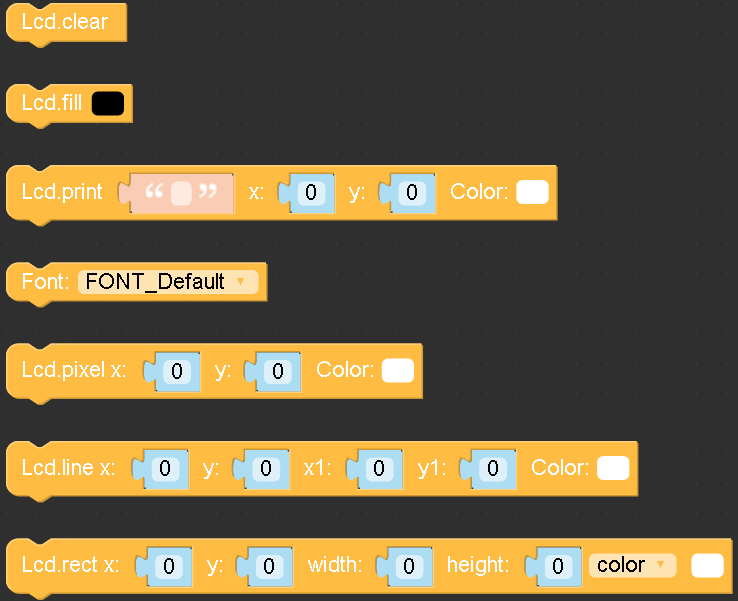 Lcd.clear
Lcd.fill
Lcd.print “ ” x: 0 y: 0 Color:
Font: FONT_Default
Lcd.pixel x: 0 y: 0 Color:
Lcd.line x: 0 y: 0 x1: 0 y1: 0 Color:
Lcd.rect x: 0 y: 0 width: 0 height: 0 color